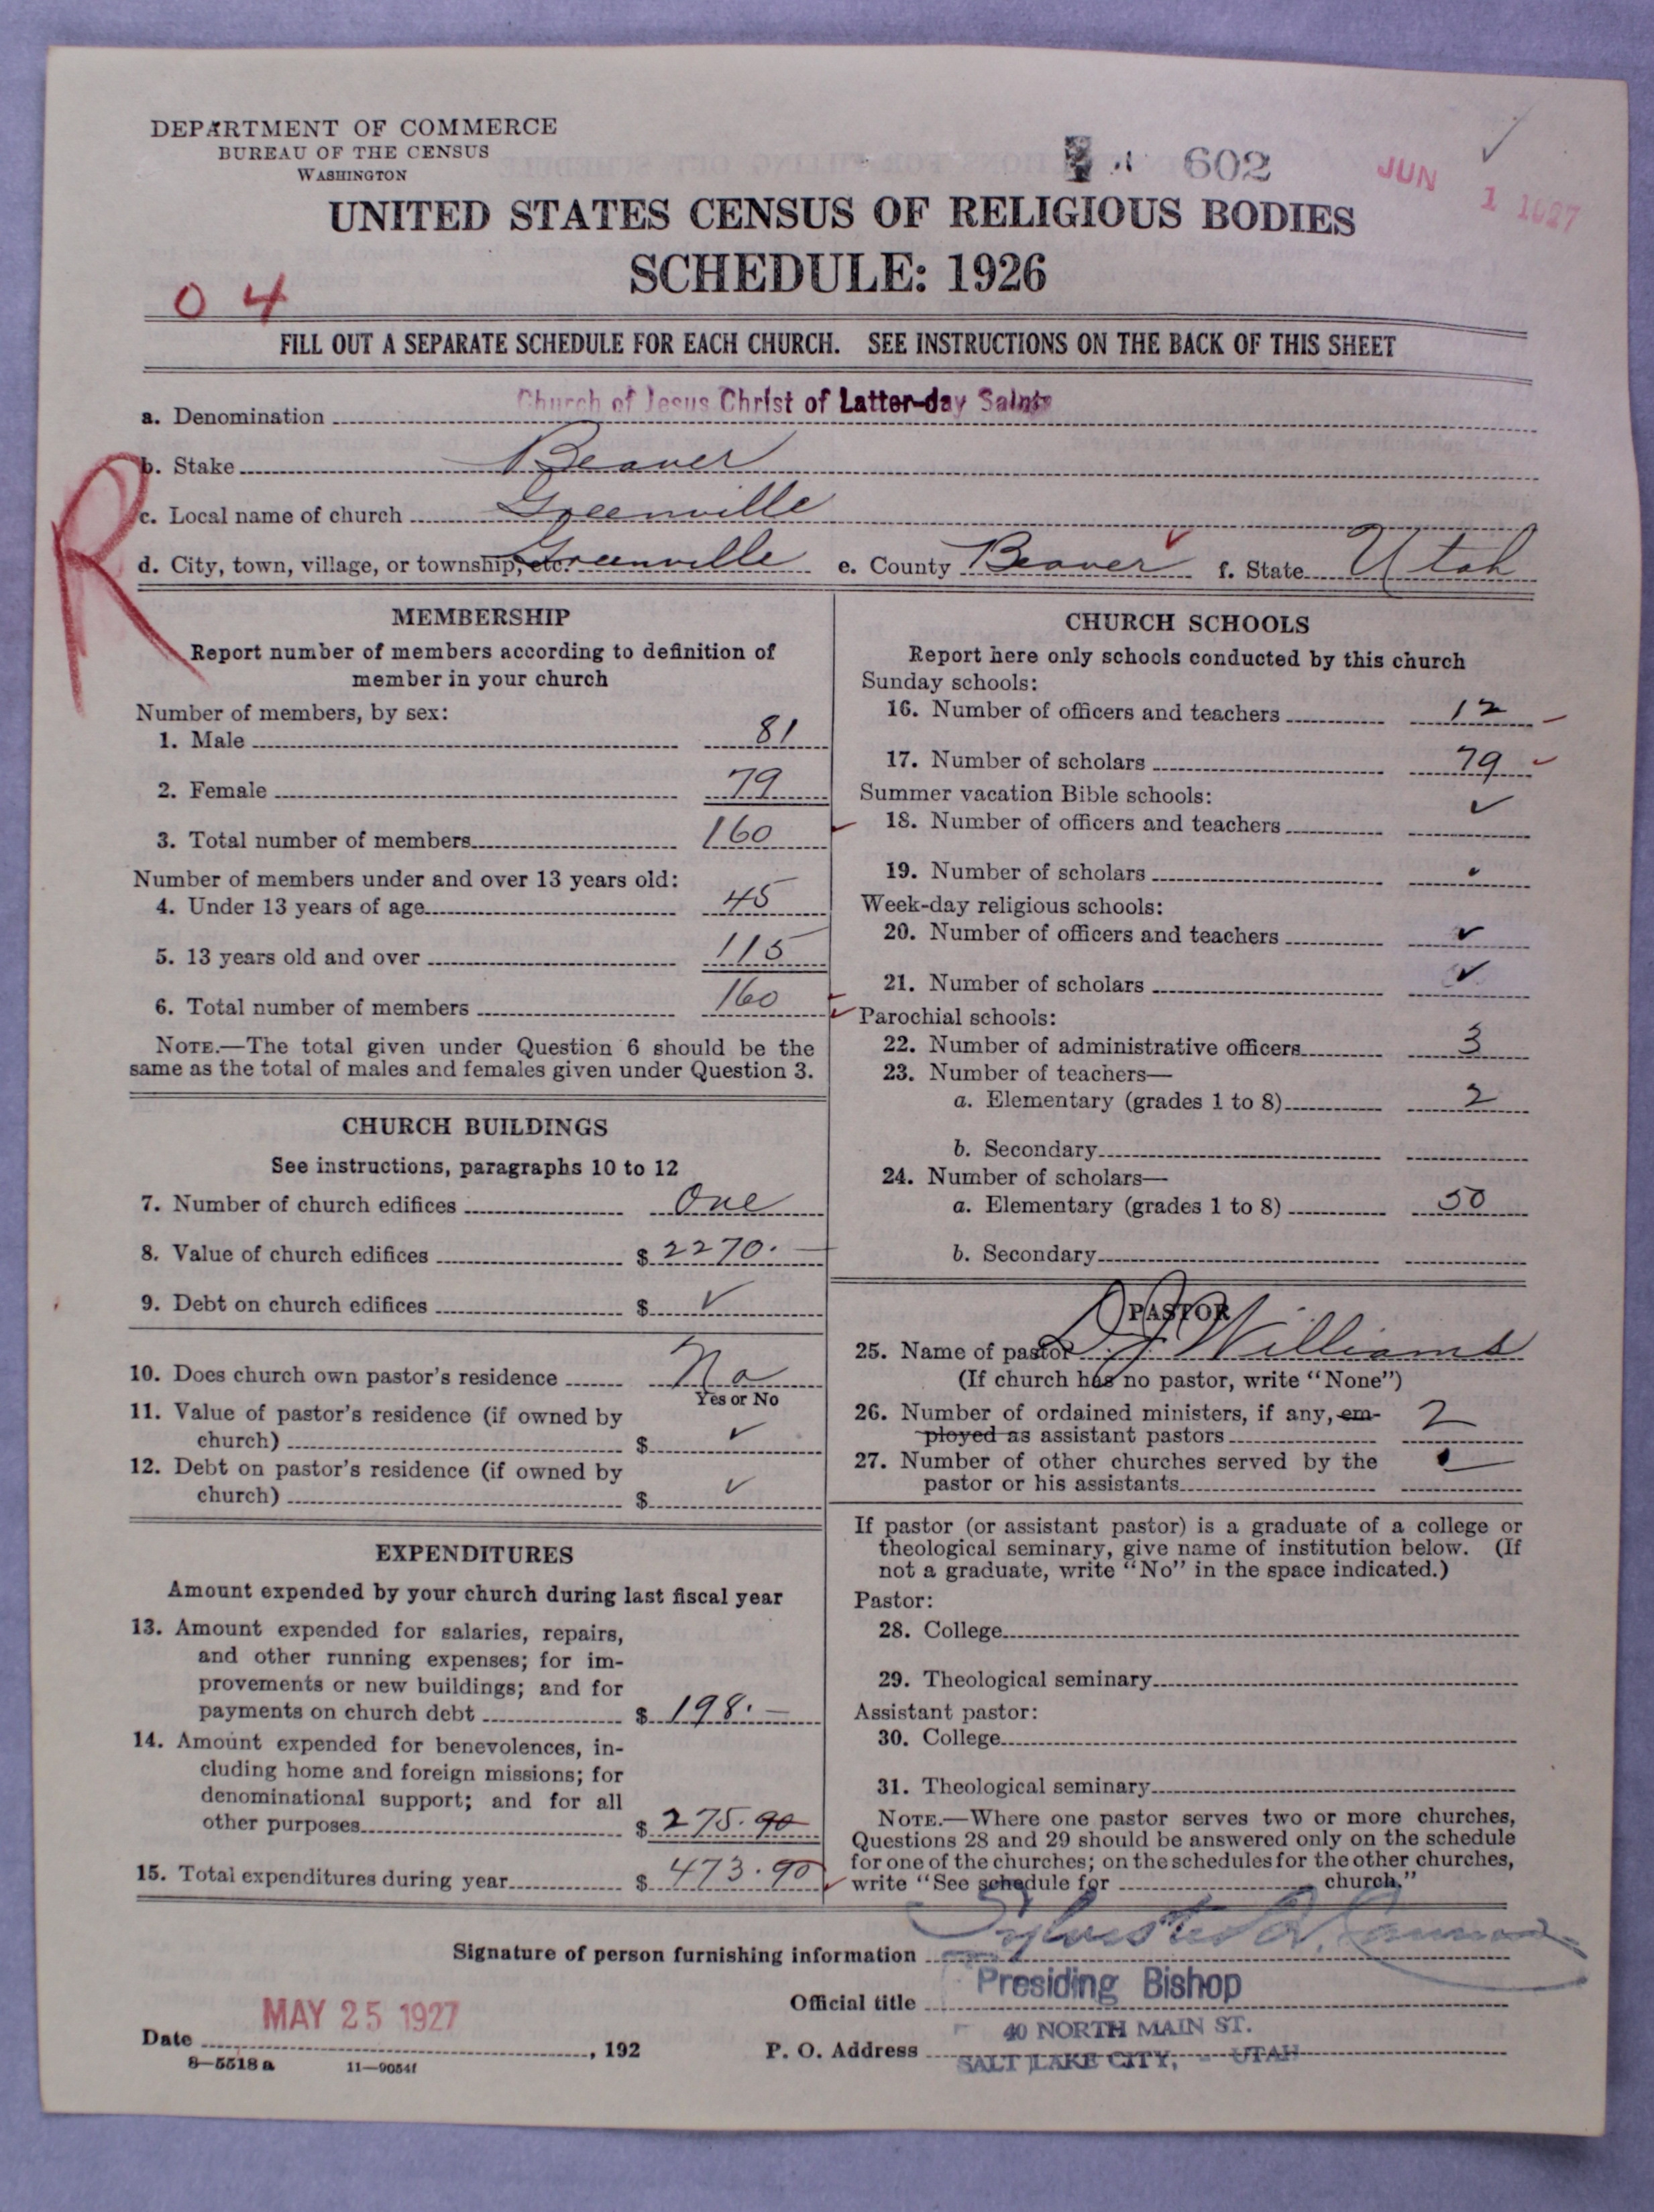 DEPARTMENT OF COMMERCE
BUREAU OF THE CENSUS
WASHINGTON
602
JUN 1 1927
UNITED STATES CENSUS OF RELIGIOUS BODIES
SCHEDULE: 1926
04
FILL OUT A SEPARATE SCHEDULE FOR EACH CHURCH. SEE INSTRUCTIONS ON THE BACK OF THIS SHEET
a. Denomination Church of Jesus Christ of Latter-day Saints
R
b. Stake Beaver
c. Local name of church Greenville
d. City, town, village, or township, etc. Greenville e. County Beaver f. State Utah
MEMBERSHIP
Report number of members according to definition of
member in your church
Number of members, by sex:
1. Male 81
2. Female 79
3. Total number of members 160
Number of members under and over 13 years old:
4. Under 13 years of age 45
5. 13 years old and over 115
6. Total number of members 160
NOTE.—The total given under Question 6 should be the
same as the total of males and females given under Question 3.
CHURCH BUILDINGS
See instructions, paragraphs 10 to 12
7. Number of church edifices One
8. Value of church edifices $ 2270.—
9. Debt on church edifices $ ✓
10. Does church own pastor's residence No
Yes or No
11. Value of pastor's residence (if owned by
church) $ ✓
12. Debt on pastor's residence (if owned by
church) $ ✓
EXPENDITURES
Amount expended by your church during last fiscal year
13. Amount expended for salaries, repairs,
and other running expenses; for im-
provements or new buildings; and for
payments on church debt $ 198.—
14. Amount expended for benevolences, in-
cluding home and foreign missions; for
denominational support; and for all
other purposes $ 275.90
15. Total expenditures during year $ 473.90
CHURCH SCHOOLS
Report here only schools conducted by this church
Sunday schools:
16. Number of officers and teachers 12
17. Number of scholars 79
Summer vacation Bible schools:
18. Number of officers and teachers ✓
19. Number of scholars
Week-day religious schools:
20. Number of officers and teachers ✓
21. Number of scholars ✓
Parochial schools:
22. Number of administrative officers 3
23. Number of teachers—
a. Elementary (grades 1 to 8) 2
b. Secondary
24. Number of scholars—
a. Elementary (grades 1 to 8) 50
b. Secondary
PASTOR
25. Name of pastor D J Williams
(If church has no pastor, write "None")
26. Number of ordained ministers, if any, em-
ployed as assistant pastors 2
27. Number of other churches served by the
pastor or his assistants
If pastor (or assistant pastor) is a graduate of a college or
theological seminary, give name of institution below. (If
not a graduate, write "No" in the space indicated.)
Pastor:
28. College
29. Theological seminary
Assistant pastor:
30. College
31. Theological seminary
NOTE.—Where one pastor serves two or more churches,
Questions 28 and 29 should be answered only on the schedule
for one of the churches; on the schedules for the other churches,
write "See schedule for church."
Signature of person furnishing information Sylvester Q. Cannon
Official title Presiding Bishop
Date MAY 25 1927, 192
P. O. Address 40 NORTH MAIN ST.
SALT LAKE CITY, - UTAH
8—5518a 11—9054f